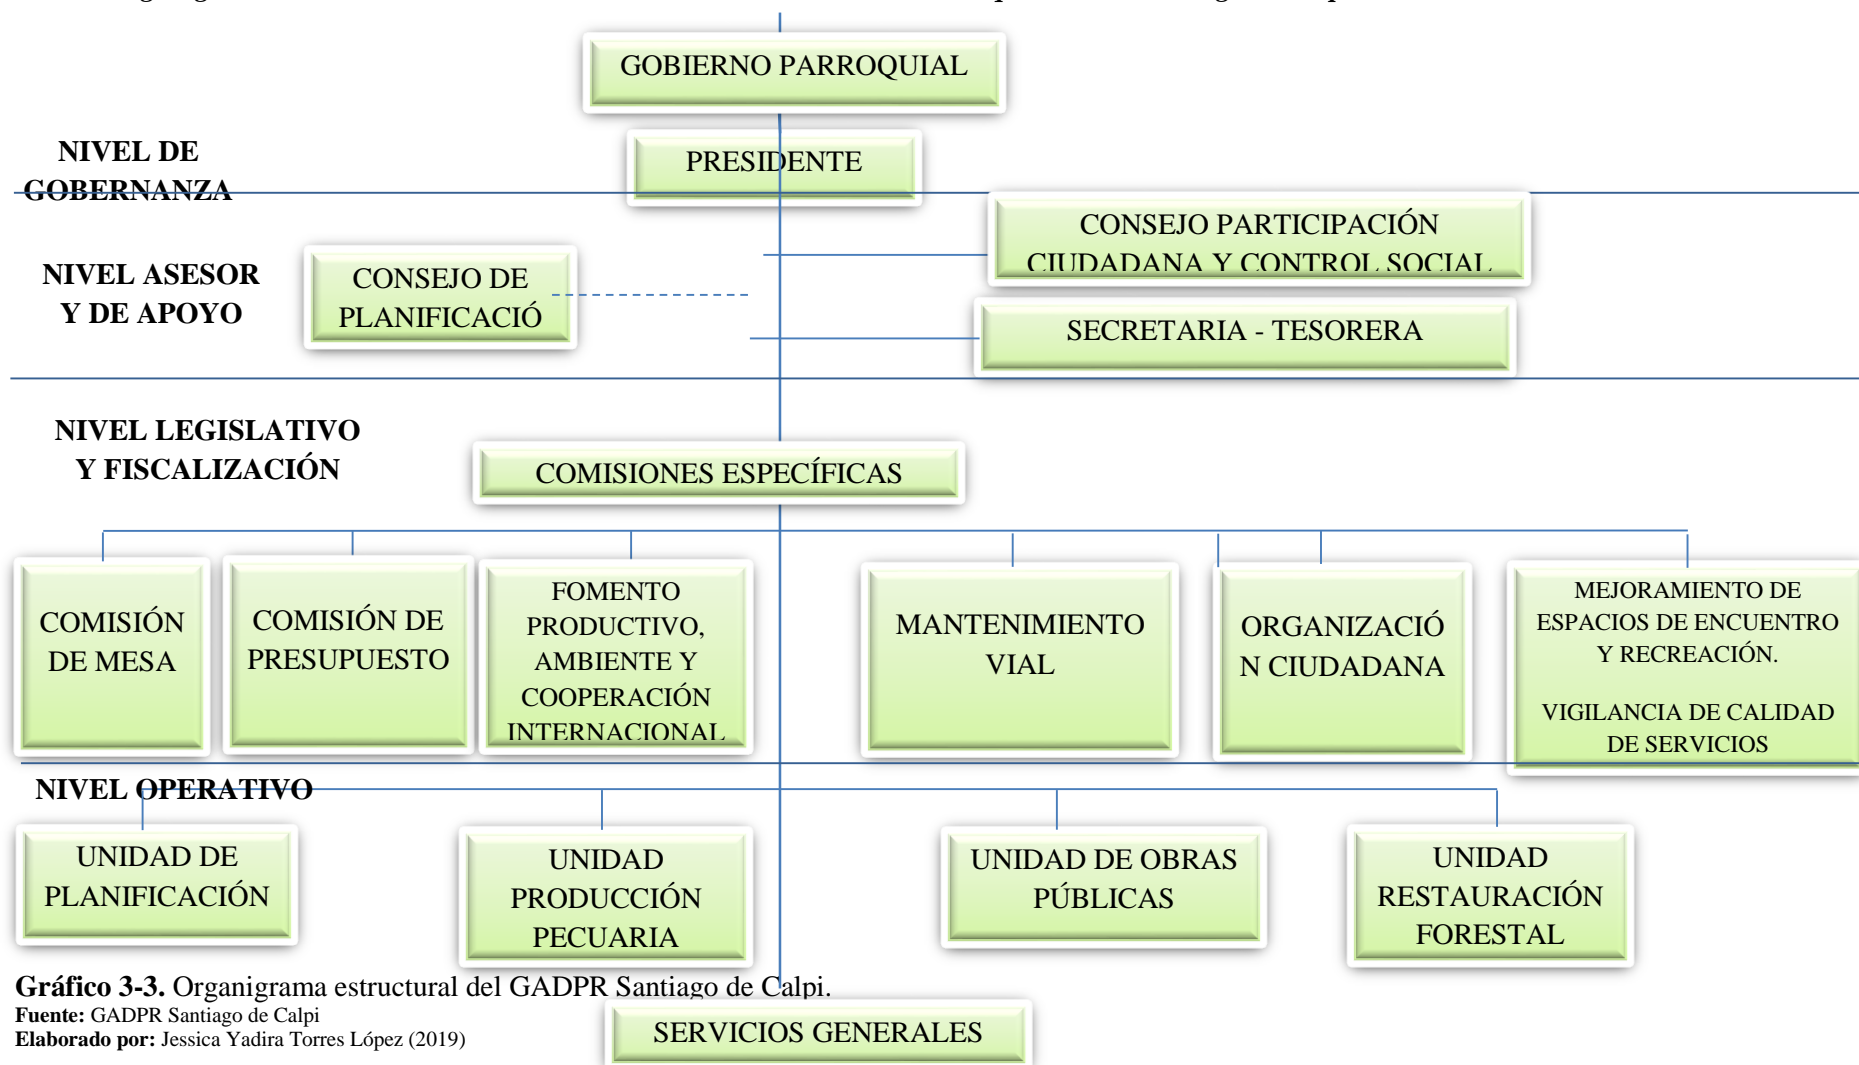 GOBIERNO PARROQUIAL
PRESIDENTE
NIVEL DE
GOBERNANZA
CONSEJO PARTICIPACIÓN
CIUDADANA Y CONTROL SOCIAL
NIVEL ASESOR
Y DE APOYO
CONSEJO DE
PLANIFICACIÓ
SECRETARIA - TESORERA
NIVEL LEGISLATIVO
Y FISCALIZACIÓN
COMISIONES ESPECÍFICAS
COMISIÓN
DE MESA
COMISIÓN DE
PRESUPUESTO
FOMENTO
PRODUCTIVO,
AMBIENTE Y
COOPERACIÓN
INTERNACIONAL
MANTENIMIENTO
VIAL
ORGANIZACIÓ
N CIUDADANA
MEJORAMIENTO DE
ESPACIOS DE ENCUENTRO
Y RECREACIÓN.
VIGILANCIA DE CALIDAD
DE SERVICIOS
NIVEL OPERATIVO
UNIDAD DE
PLANIFICACIÓN
UNIDAD
PRODUCCIÓN
PECUARIA
UNIDAD DE OBRAS
PÚBLICAS
UNIDAD
RESTAURACIÓN
FORESTAL
Gráfico 3-3. Organigrama estructural del GADPR Santiago de Calpi.
Fuente: GADPR Santiago de Calpi
Elaborado por: Jessica Yadira Torres López (2019)
SERVICIOS GENERALES